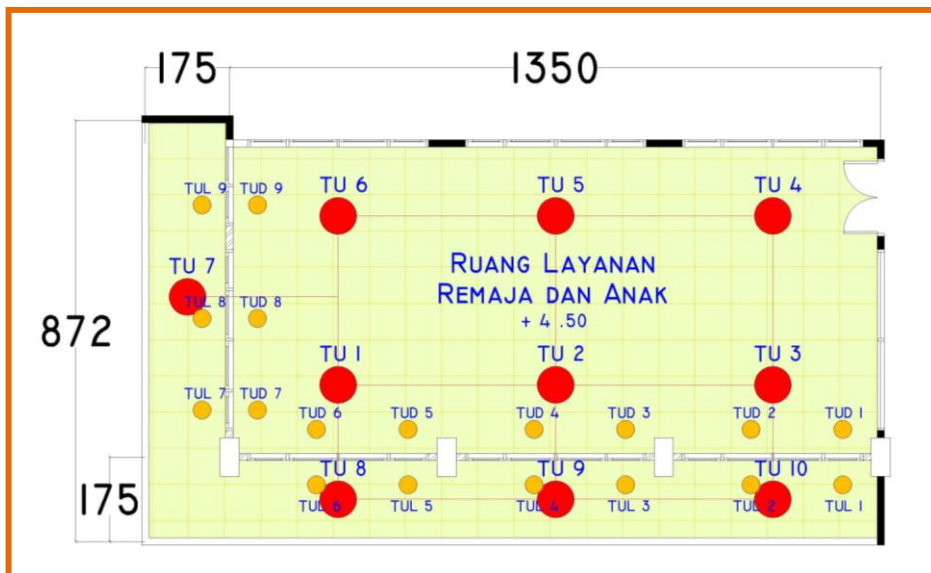 175
1350
TUL 9
TUD 9
TU 6
TU 5
TU 4
TU 7
RUANG LAYANAN
REMAJA DAN ANAK
+ 4 .50
TUL 8
TUD 8
872
TU 1
TU 2
TU 3
TUL 7
TUD 7
TUD 6
TUD 5
TUD 4
TUD 3
TUD 2
TUD 1
TU 8
TU 9
TU 10
175
TUL 6
TUL 5
TUL 4
TUL 3
TUL 2
TUL 1